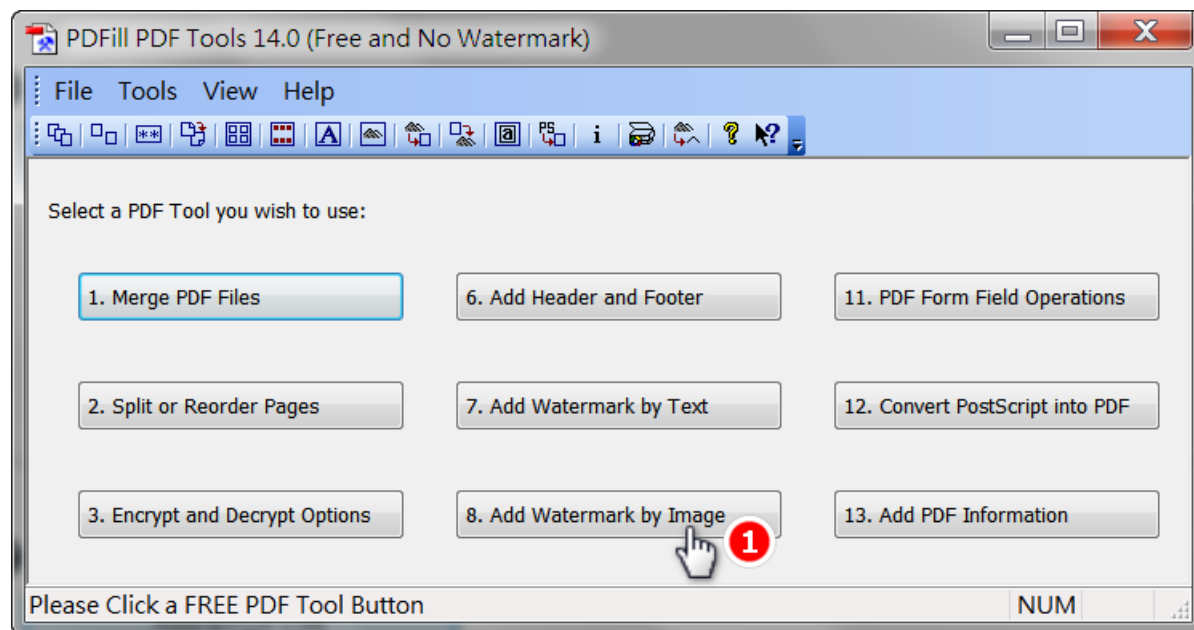 PDFill PDF Tools 14.0 (Free and No Watermark)
File Tools View Help
Select a PDF Tool you wish to use:
1. Merge PDF Files
6. Add Header and Footer
11. PDF Form Field Operations
2. Split or Reorder Pages
7. Add Watermark by Text
12. Convert PostScript into PDF
3. Encrypt and Decrypt Options
8. Add Watermark by Image
1
13. Add PDF Information
Please Click a FREE PDF Tool Button
NUM